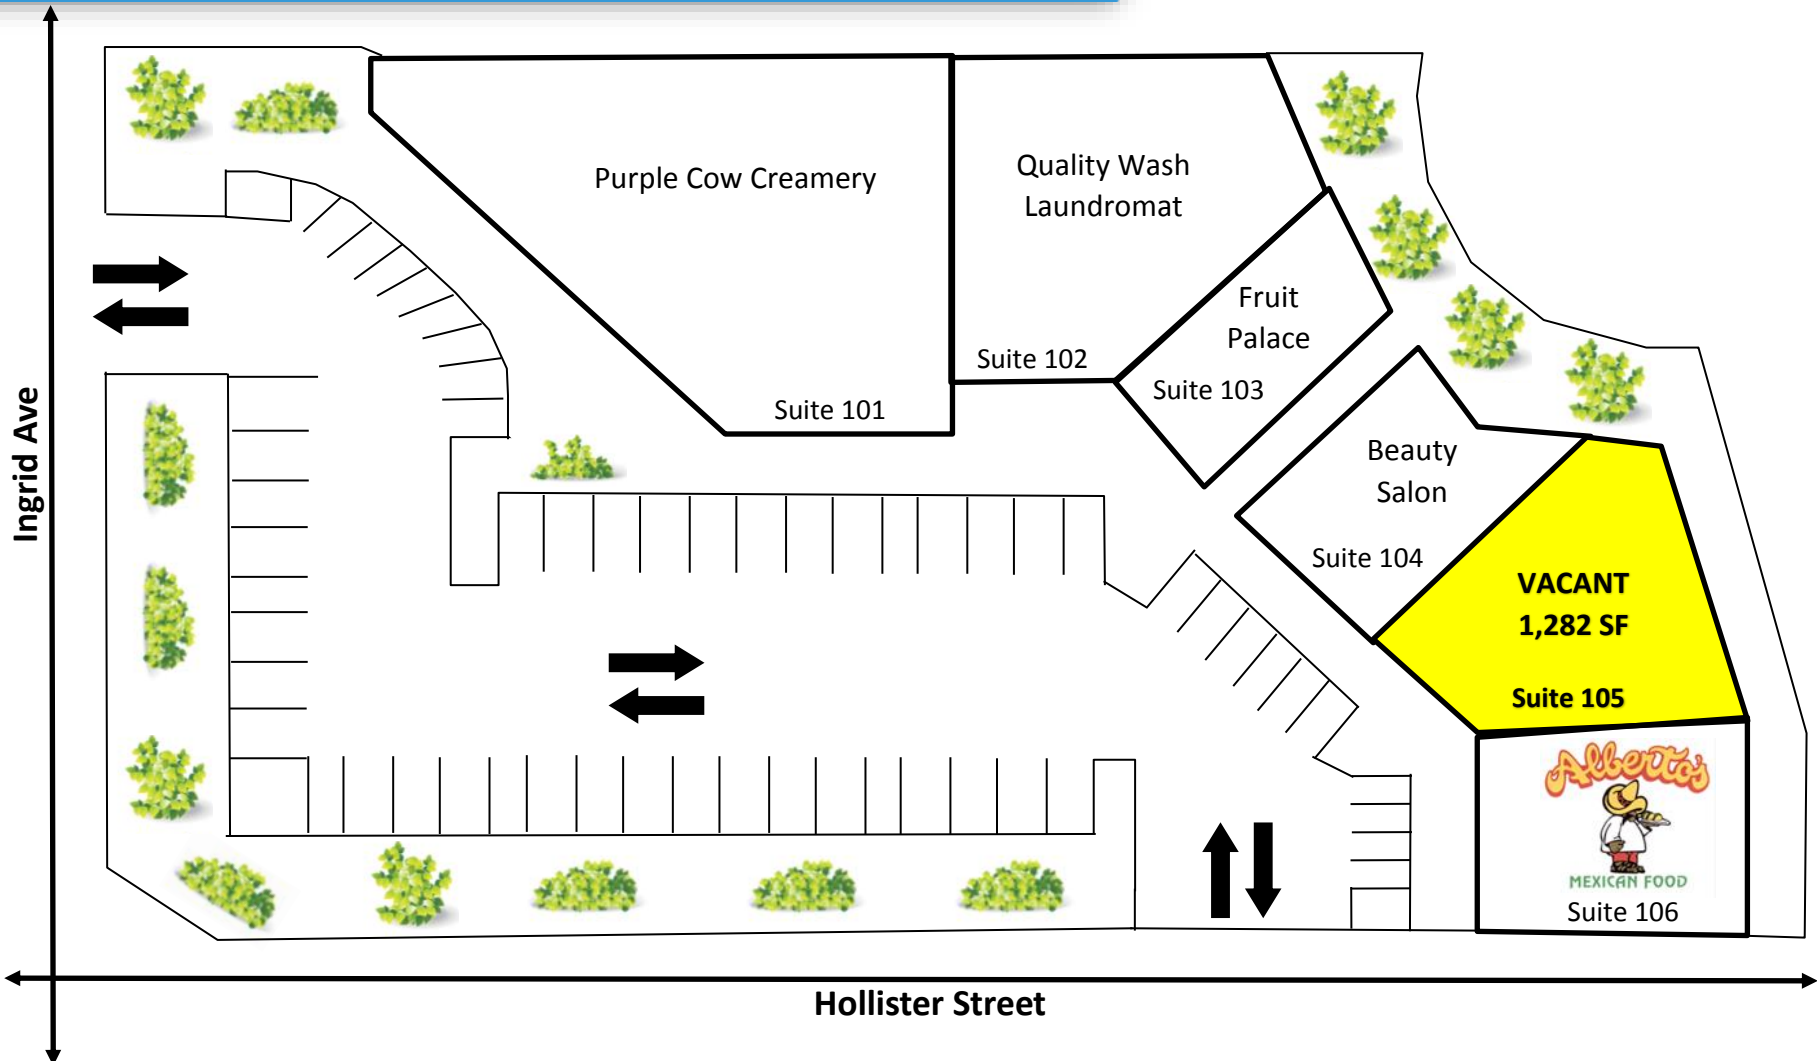 Purple Cow Creamery
Suite 101
Quality Wash
Laundromat
Suite 102
Fruit
Palace
Suite 103
Beauty
Salon
Suite 104
VACANT
1,282 SF
Suite 105
Alberto's
MEXICAN FOOD
Suite 106
Ingrid Ave
Hollister Street